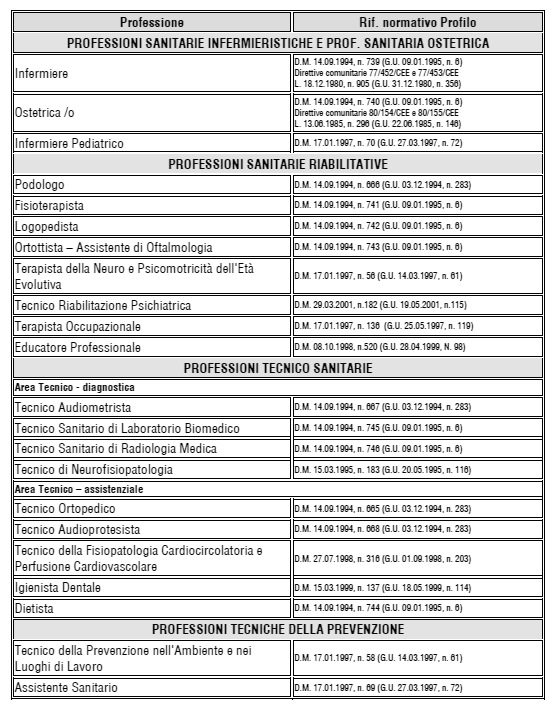 Professione Rif. normativo Profilo
PROFESSIONI SANITARIE INFERMIERISTICHE E PROF. SANITARIA OSTETRICA
Infermiere
D.M. 14.09.1994, n. 739 (G.U. 09.01.1995, n. 6)
Direttive comunitarie 77/452/CEE e 77/453/CEE
L. 18.12.1980, n. 905 (G.U. 31.12.1980, n. 356)
Ostetrica /o
D.M. 14.09.1994, n. 740 (G.U. 09.01.1995, n. 6)
Direttive comunitarie 80/154/CEE e 80/155/CEE
L. 13.06.1985, n. 296 (G.U. 22.06.1985, n. 146)
Infermiere Pediatrico D.M. 17.01.1997, n. 70 (G.U. 27.03.1997, n. 72)
PROFESSIONI SANITARIE RIABILITATIVE
Podologo D.M. 14.09.1994, n. 666 (G.U. 03.12.1994, n. 283)
Fisioterapista D.M. 14.09.1994, n. 741 (G.U. 09.01.1995, n. 6)
Logopedista D.M. 14.09.1994, n. 742 (G.U. 09.01.1995, n. 6)
Ortottista – Assistente di Oftalmologia D.M. 14.09.1994, n. 743 (G.U. 09.01.1995, n. 6)
Terapista della Neuro e Psicomotricità dell'Età
Evolutiva
D.M. 17.01.1997, n. 56 (G.U. 14.03.1997, n. 61)
Tecnico Riabilitazione Psichiatrica D.M. 29.03.2001, n.182 (G.U. 19.05.2001, n.115)
Terapista Occupazionale D.M. 17.01.1997, n. 136 (G.U. 25.05.1997, n. 119)
Educatore Professionale D.M. 08.10.1998, n.520 (G.U. 28.04.1999, N. 98)
PROFESSIONI TECNICO SANITARIE
Area Tecnico - diagnostica
Tecnico Audiometrista D.M. 14.09.1994, n. 667 (G.U. 03.12.1994, n. 283)
Tecnico Sanitario di Laboratorio Biomedico D.M. 14.09.1994, n. 745 (G.U. 09.01.1995, n. 6)
Tecnico Sanitario di Radiologia Medica D.M. 14.09.1994, n. 746 (G.U. 09.01.1995, n. 6)
Tecnico di Neurofisiopatologia D.M. 15.03.1995, n. 183 (G.U. 20.05.1995, n. 116)
Area Tecnico – assistenziale
Tecnico Ortopedico D.M. 14.09.1994, n. 665 (G.U. 03.12.1994, n. 283)
Tecnico Audioprotesista D.M. 14.09.1994, n. 668 (G.U. 03.12.1994, n. 283)
Tecnico della Fisiopatologia Cardiocircolatoria e
Perfusione Cardiovascolare
D.M. 27.07.1998, n. 316 (G.U. 01.09.1998, n. 203)
Igienista Dentale D.M. 15.03.1999, n. 137 (G.U. 18.05.1999, n. 114)
Dietista D.M. 14.09.1994, n. 744 (G.U. 09.01.1995, n. 6)
PROFESSIONI TECNICHE DELLA PREVENZIONE
Tecnico della Prevenzione nell'Ambiente e nei
Luoghi di Lavoro
D.M. 17.01.1997, n. 58 (G.U. 14.03.1997, n. 61)
Assistente Sanitario D.M. 17.01.1997, n. 69 (G.U. 27.03.1997, n. 72)